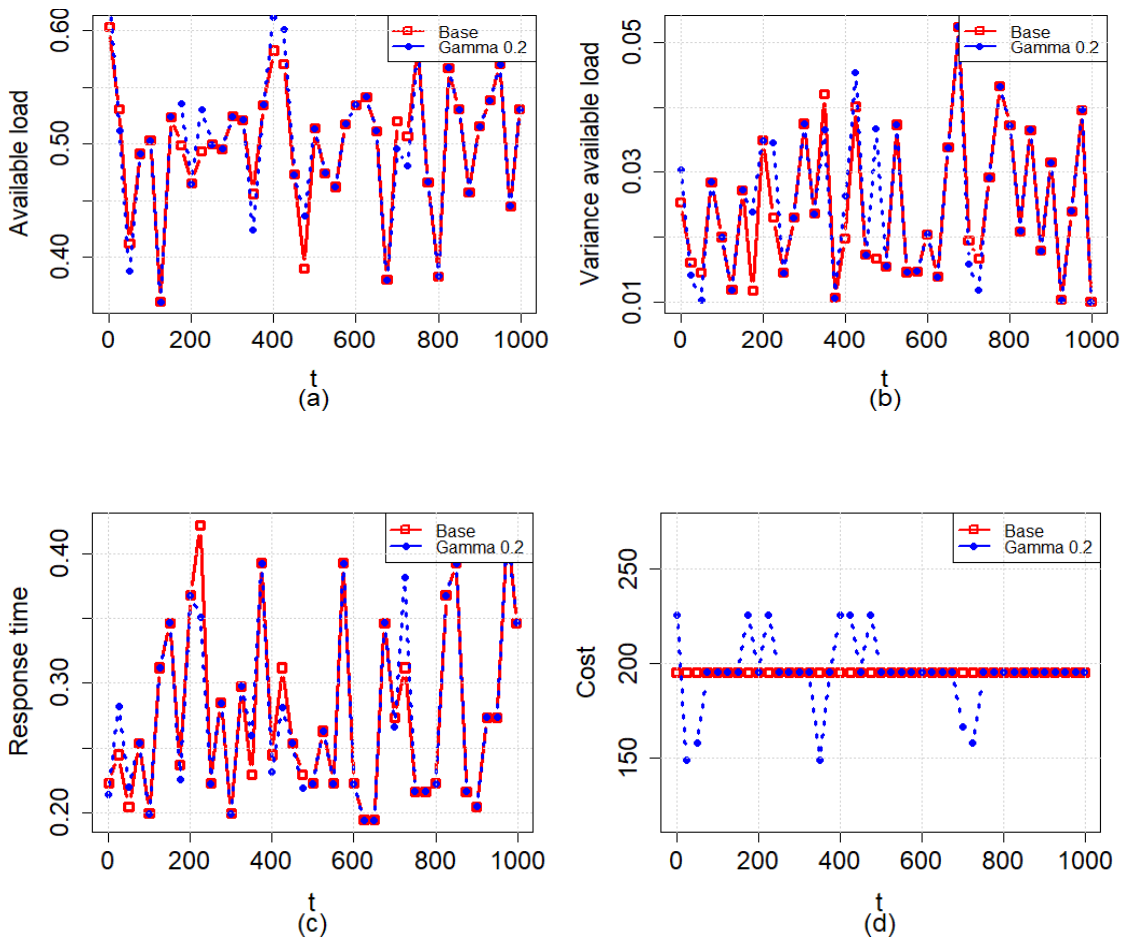 Available load
0.60
0.50
0.40
Base
Gamma 0.2
0 200 400 600 800 1000
t
(a)
Variance available load
0.05
0.03
0.01
Base
Gamma 0.2
0 200 400 600 800 1000
t
(b)
Response time
0.40
0.30
0.20
Base
Gamma 0.2
0 200 400 600 800 1000
t
(c)
Cost
250
200
150
Base
Gamma 0.2
0 200 400 600 800 1000
t
(d)